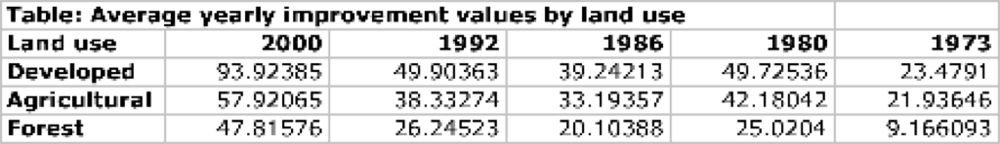 Table: Average yearly improvement values by land use
Land use 2000 1992 1986 1980 1973
Developed 93.92385 49.90363 39.24213 49.72536 23.4791
Agricultural 57.92065 38.33274 33.19357 42.18042 21.93646
Forest 47.81576 26.24523 20.10388 25.0204 9.166093